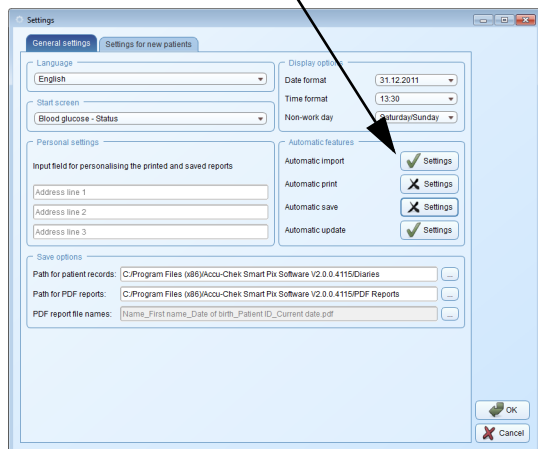 Settings
General settings
Settings for new patients
Language
English
Start screen
Blood glucose - Status
Display options
Date format
31.12.2011
Time format
13:30
Non-work day
Saturday/Sunday
Personal settings
Input field for personalising the printed and saved reports
Address line 1
Address line 2
Address line 3
Automatic features
Automatic import
Settings
Automatic print
Settings
Automatic save
Settings
Automatic update
Settings
Save options
Path for patient records:
C:/Program Files (x86)/Accu-Chek Smart Pix Software V2.0.0.4115/Diaries
...
Path for PDF reports:
C:/Program Files (x86)/Accu-Chek Smart Pix Software V2.0.0.4115/PDF Reports
...
PDF report file names:
Name_First name_Date of birth_Patient ID_Current date.pdf
...
OK
Cancel